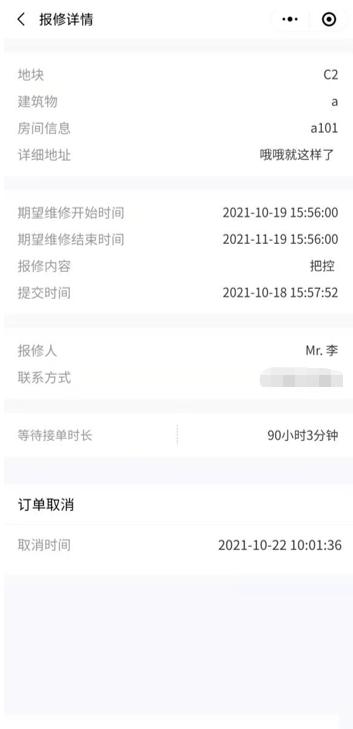 报修详情
地块 C2
建筑物 a
房间信息 a101
详细地址 哦哦就这样了
期望维修开始时间 2021-10-19 15:56:00
期望维修结束时间 2021-11-19 15:56:00
报修内容 把控
提交时间 2021-10-18 15:57:52
报修人 Mr. 李
联系方式
等待接单时长 90小时3分钟
订单取消
取消时间 2021-10-22 10:01:36